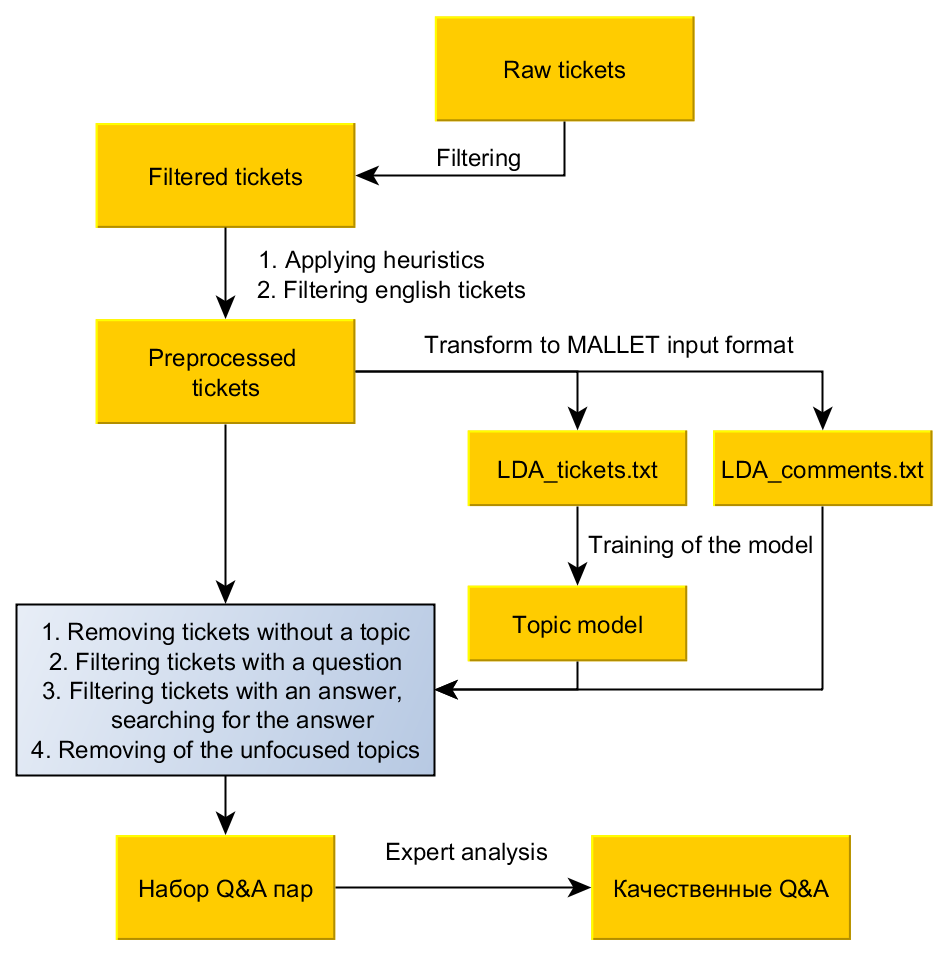 Raw tickets
Filtering
Filtered tickets
1. Applying heuristics
2. Filtering english tickets
Preprocessed
tickets
Transform to MALLET input format
LDA_tickets.txt
LDA_comments.txt
Training of the model
Topic model
1. Removing tickets without a topic
2. Filtering tickets with a question
3. Filtering tickets with an answer,
searching for the answer
4. Removing of the unfocused topics
Набор Q&A пар
Expert analysis
Качественные Q&A